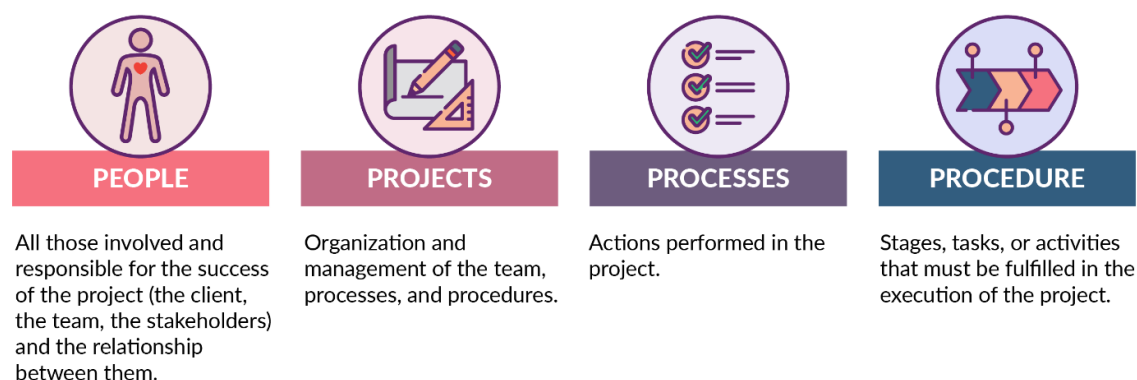 PEOPLE
All those involved and
responsible for the success
of the project (the client,
the team, the stakeholders)
and the relationship
between them.
PROJECTS
Organization and
management of the team,
processes, and procedures.
PROCESSES
Actions performed in the
project.
PROCEDURE
Stages, tasks, or activities
that must be fulfilled in the
execution of the project.